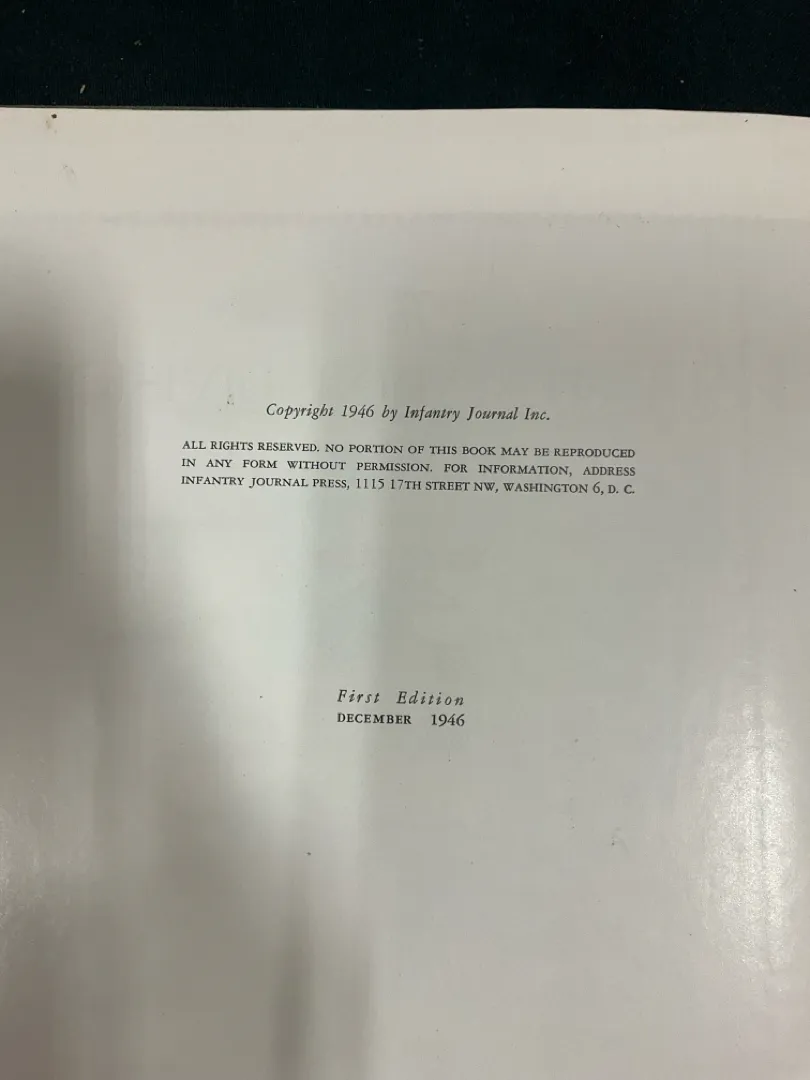 Copyright 1946 by Infantry Journal Inc.
ALL RIGHTS RESERVED. NO PORTION OF THIS BOOK MAY BE REPRODUCED
IN ANY FORM WITHOUT PERMISSION. FOR INFORMATION, ADDRESS
INFANTRY JOURNAL PRESS, 1115 17TH STREET NW, WASHINGTON 6, D. C.
First Edition
DECEMBER 1946